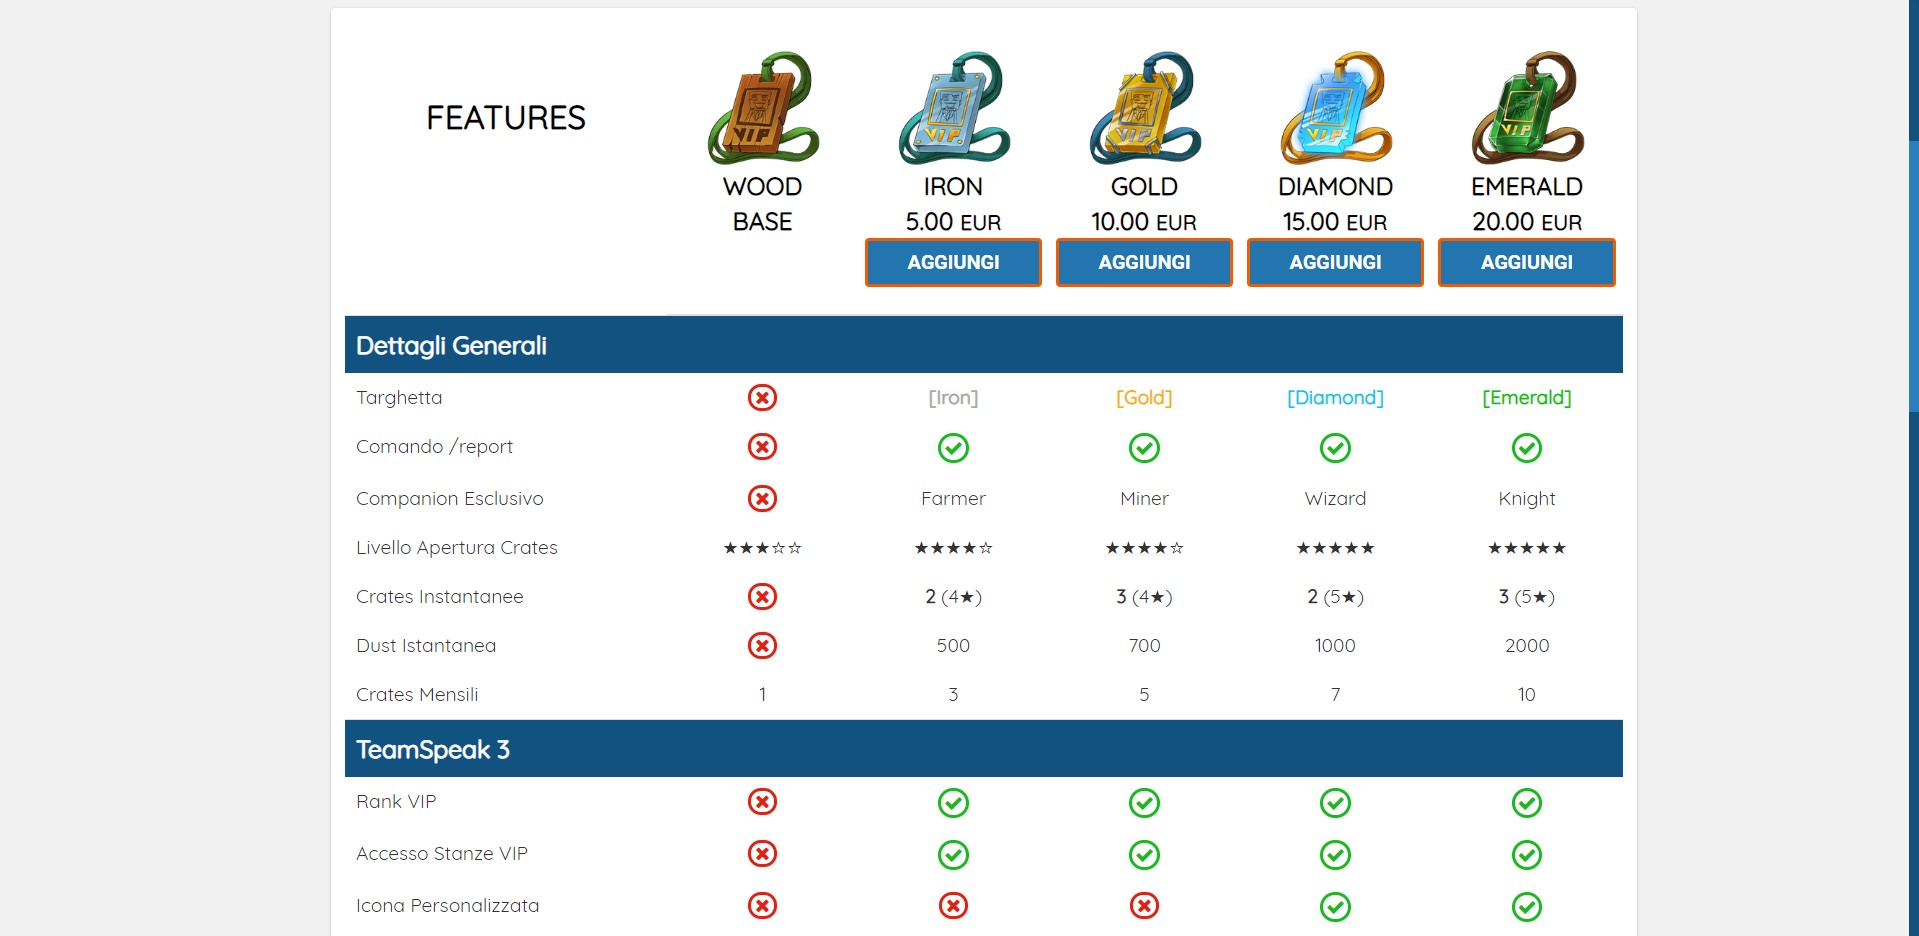 FEATURES
VIP VIP VIP VIP VIP
WOOD IRON GOLD DIAMOND EMERALD
BASE 5.00 EUR 10.00 EUR 15.00 EUR 20.00 EUR
AGGIUNGI AGGIUNGI AGGIUNGI AGGIUNGI
Dettagli Generali
Targhetta [Iron] [Gold] [Diamond] [Emerald]
Comando /report
Companion Esclusivo Farmer Miner Wizard Knight
Livello Apertura Crates ★★★☆☆ ★★★★☆ ★★★★☆ ★★★★★ ★★★★★
Crates Instantanee 2 (4★) 3 (4★) 2 (5★) 3 (5★)
Dust Istantanea 500 700 1000 2000
Crates Mensili 1 3 5 7 10
TeamSpeak 3
Rank VIP
Accesso Stanze VIP
Icona Personalizzata